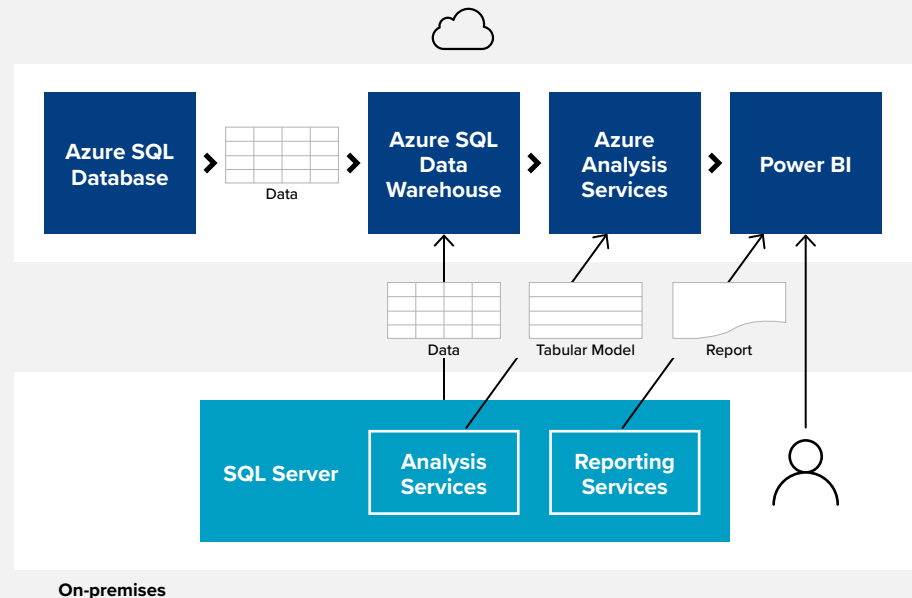 Azure SQL
Database
Data
Azure SQL
Data
Warehouse
Azure
Analysis
Services
Power BI
Data
Tabular Model
Report
SQL Server
Analysis
Services
Reporting
Services
On-premises